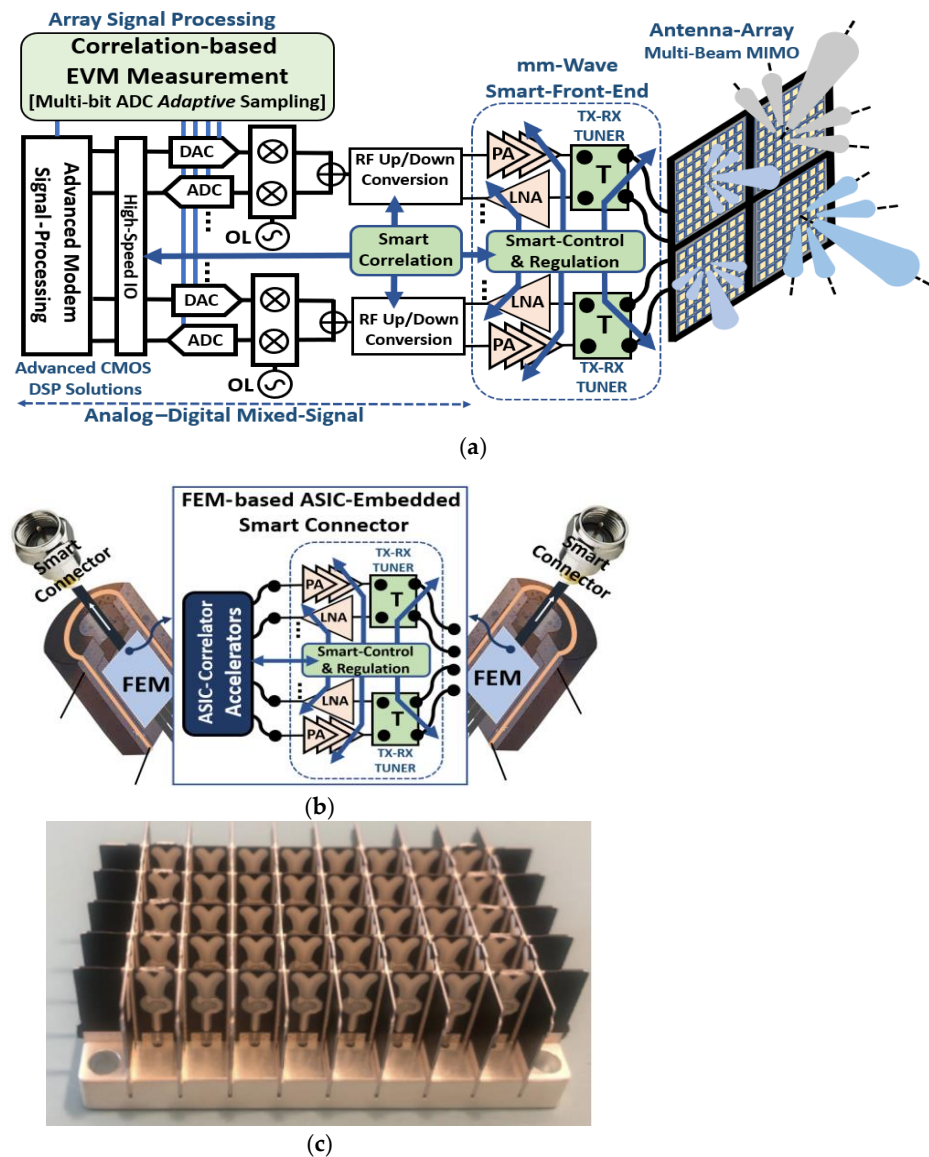 Array Signal Processing
Correlation-based
EVM Measurement
[Multi-bit ADC Adaptive Sampling]
Antenna-Array
Multi-Beam MIMO
mm-Wave
Smart-Front-End
TX-RX
TUNER
Advanced Modem
Signal-Processing
High-Speed IO
DAC
ADC
OL
RF Up/Down
Conversion
PA
LNA
T
Smart
Correlation
Smart-Control
& Regulation
DAC
ADC
OL
RF Up/Down
Conversion
LNA
PA
T
TX-RX
TUNER
Advanced CMOS
DSP Solutions
Analog–Digital Mixed-Signal
(a)
FEM-based ASIC-Embedded
Smart Connector
Smart
Connector
FEM
ASIC-Correlator
Accelerators
TX-RX
TUNER
PA
LNA
T
Smart-Control
& Regulation
LNA
PA
T
TX-RX
TUNER
Smart
Connector
FEM
(b)
(c)